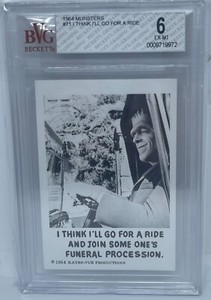 BVG
BECKETT
1964 MUNSTERS
#71 I THINK I'LL GO FOR A RIDE
6
EX-MT
0009719972
I THINK I'LL GO FOR A RIDE
AND JOIN SOME ONE'S
FUNERAL PROCESSION.
© 1964 KAYRO-VUE PRODUCTIONS